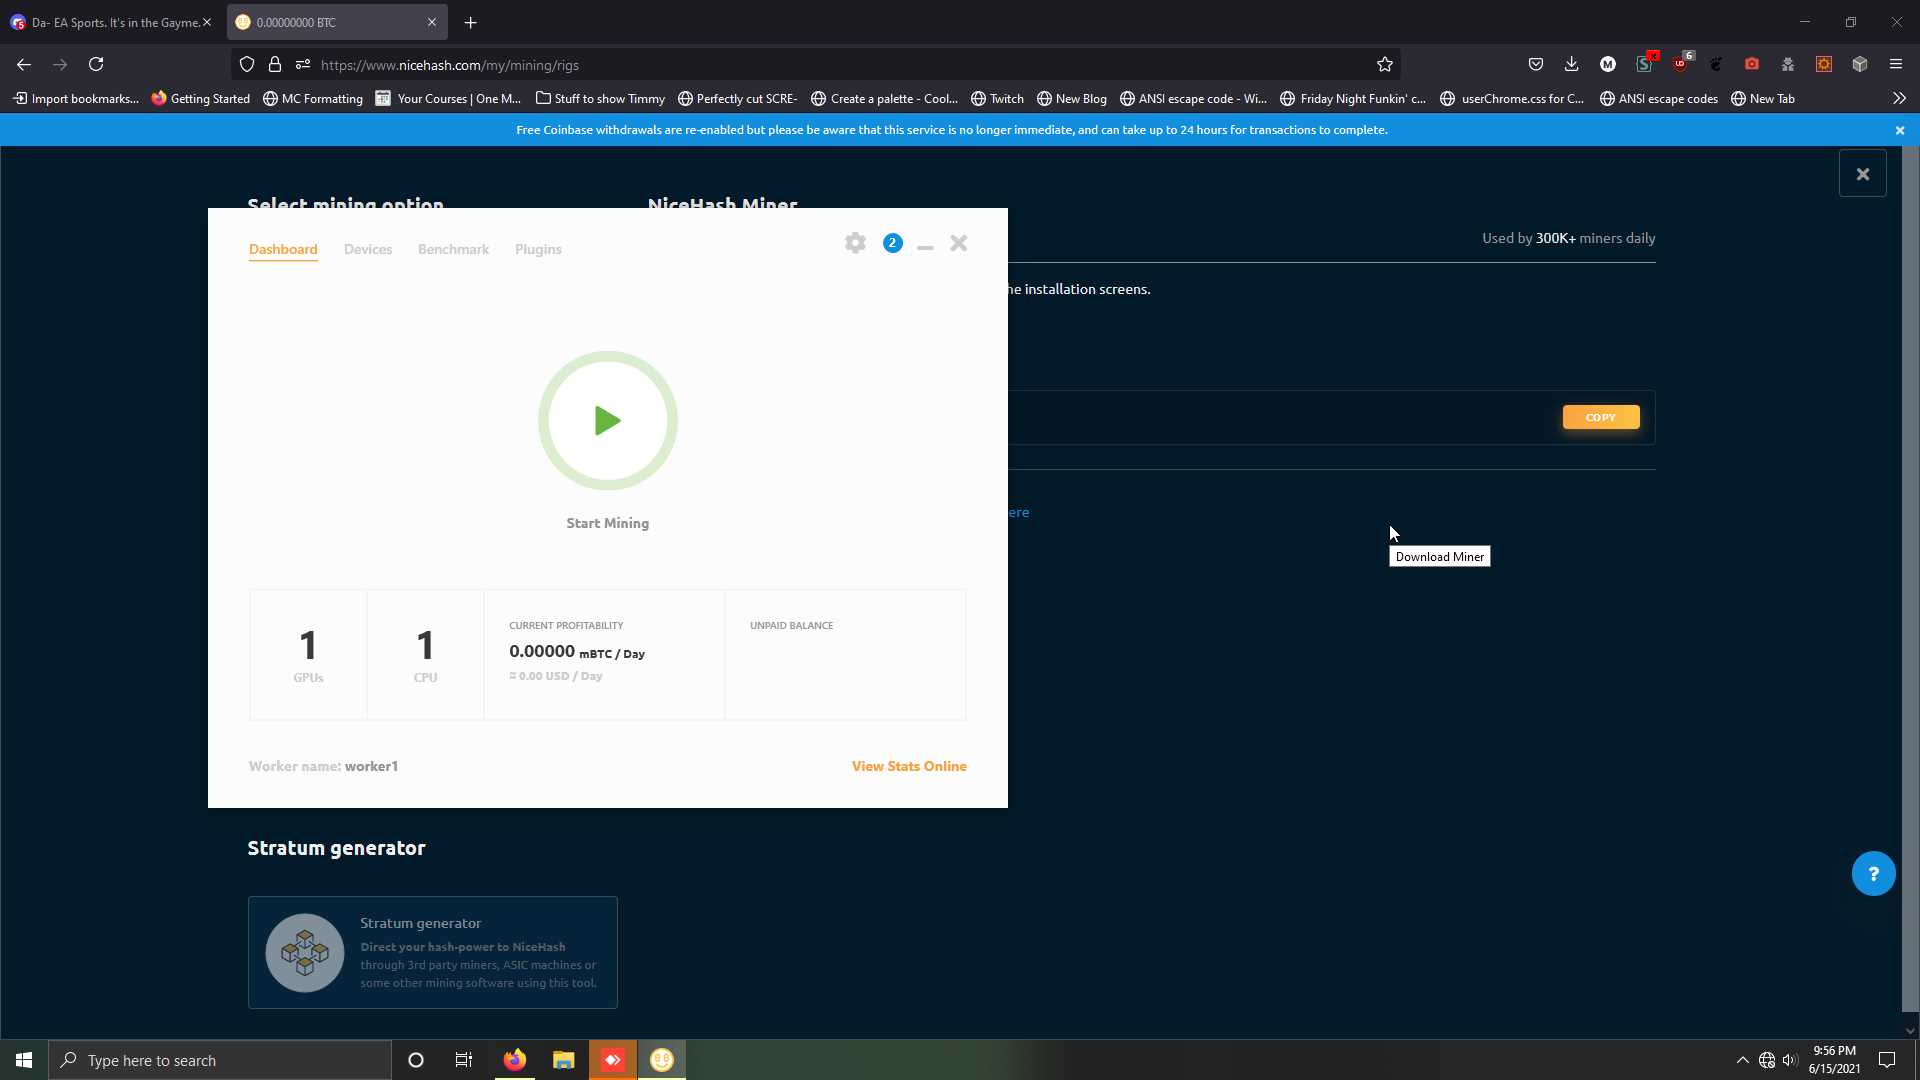 Da- EA Sports. It's in the Gayme.
0.00000000 BTC
https://www.nicehash.com/my/mining/rigs
6
Import bookmarks...
Getting Started
MC Formatting
Your Courses | One M...
Stuff to show Timmy
Perfectly cut SCRE-
Create a palette - Cool...
Twitch
New Blog
ANSI escape code - Wi...
Friday Night Funkin' c...
userChrome.css for C...
ANSI escape codes
New Tab
Free Coinbase withdrawals are re-enabled but please be aware that this service is no longer immediate, and can take up to 24 hours for transactions to complete.
Select mining option
NiceHash Miner
Used by 300K+ miners daily
Dashboard
Devices
Benchmark
Plugins
2
he installation screens.
COPY
Start Mining
ere
Download Miner
1
GPUs
1
CPU
CURRENT PROFITABILITY
0.00000 mBTC / Day
≈ 0.00 USD / Day
UNPAID BALANCE
Worker name: worker1
View Stats Online
Stratum generator
Stratum generator
Direct your hash-power to NiceHash
through 3rd party miners, ASIC machines or
some other mining software using this tool.
?
Type here to search
9:56 PM
6/15/2021